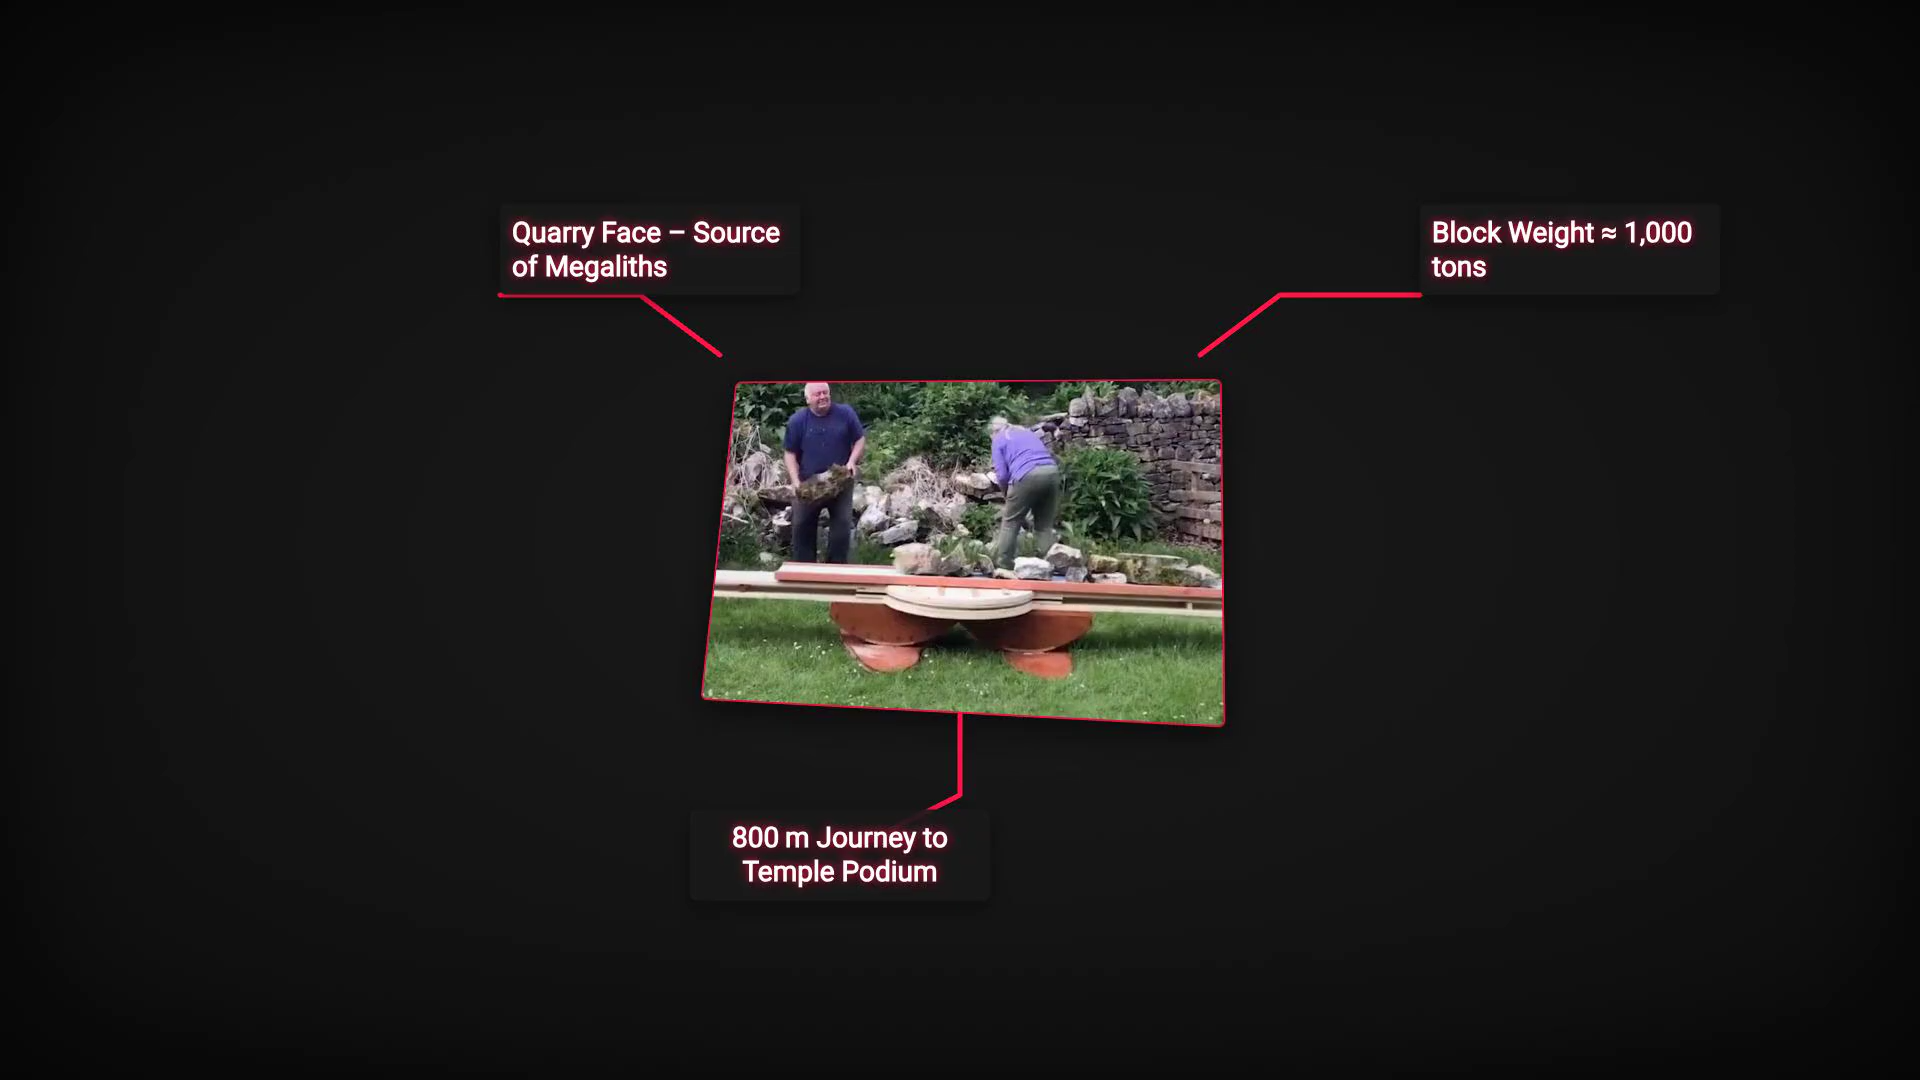 Quarry Face – Source
of Megaliths
Block Weight ≈ 1,000
tons
800 m Journey to
Temple Podium